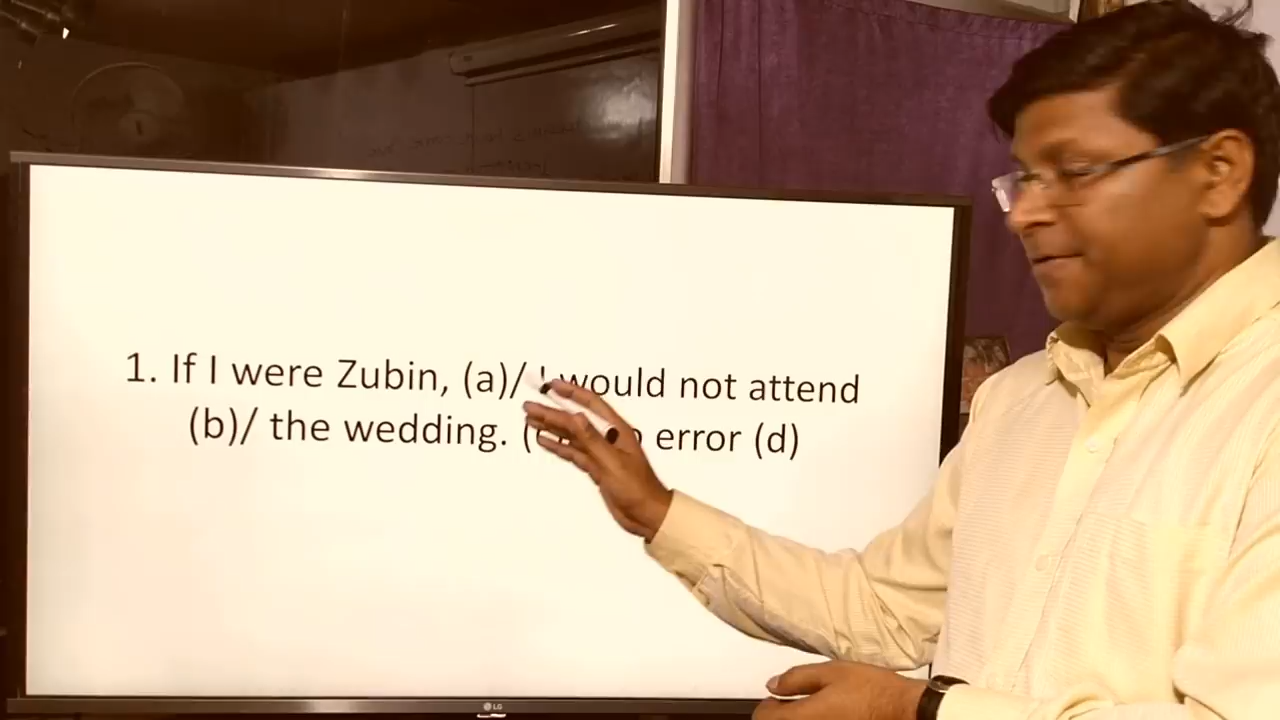 1. If I were Zubin, (a)/ I would not attend
(b)/ the wedding. error (d)
LG